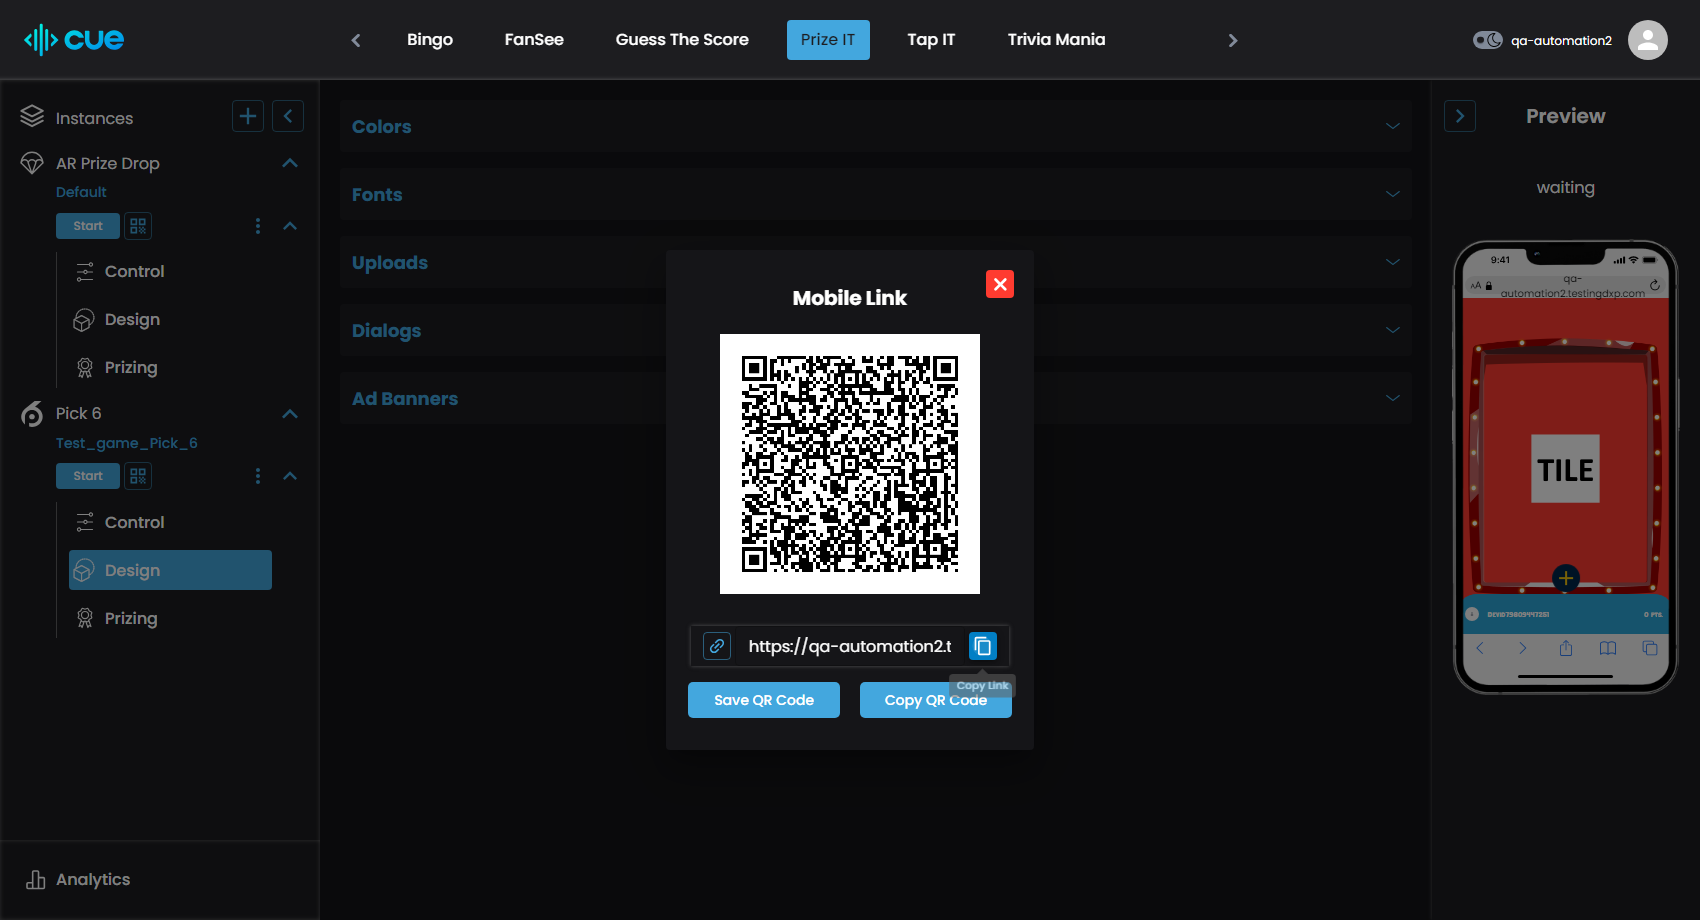 cue
Bingo
FanSee
Guess The Score
Prize IT
Tap IT
Trivia Mania
qa-automation2
Instances
AR Prize Drop
Default
Start
Control
Design
Prizing
Pick 6
Test_game_Pick_6
Start
Control
Design
Prizing
Analytics
Colors
Fonts
Uploads
Dialogs
Ad Banners
Mobile Link
https://qa-automation2.t
Copy Link
Save QR Code
Copy QR Code
Preview
waiting
9:41
AA
qa-
automation2.testingdxp.com
TILE
0 PTS.